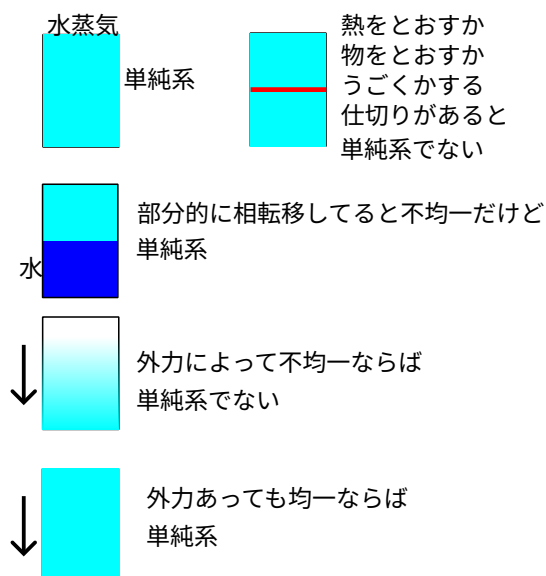 水蒸気
単純系
熱をとおすか
物をとおすか
うごくかする
仕切りがあると
単純系でない
部分的に相転移してると不均一だけど
単純系
水
外力によって不均一ならば
単純系でない
外力あっても均一ならば
単純系